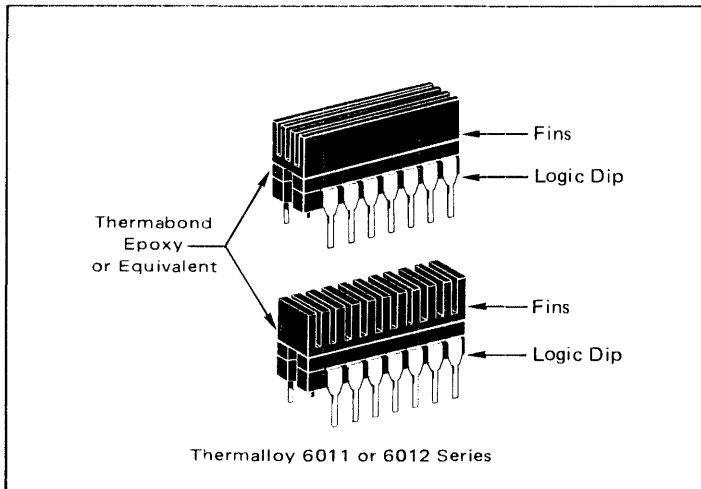 Fins
Logic Dip
Thermabond
Epoxy
or Equivalent
Fins
Logic Dip
Thermalloy 6011 or 6012 Series